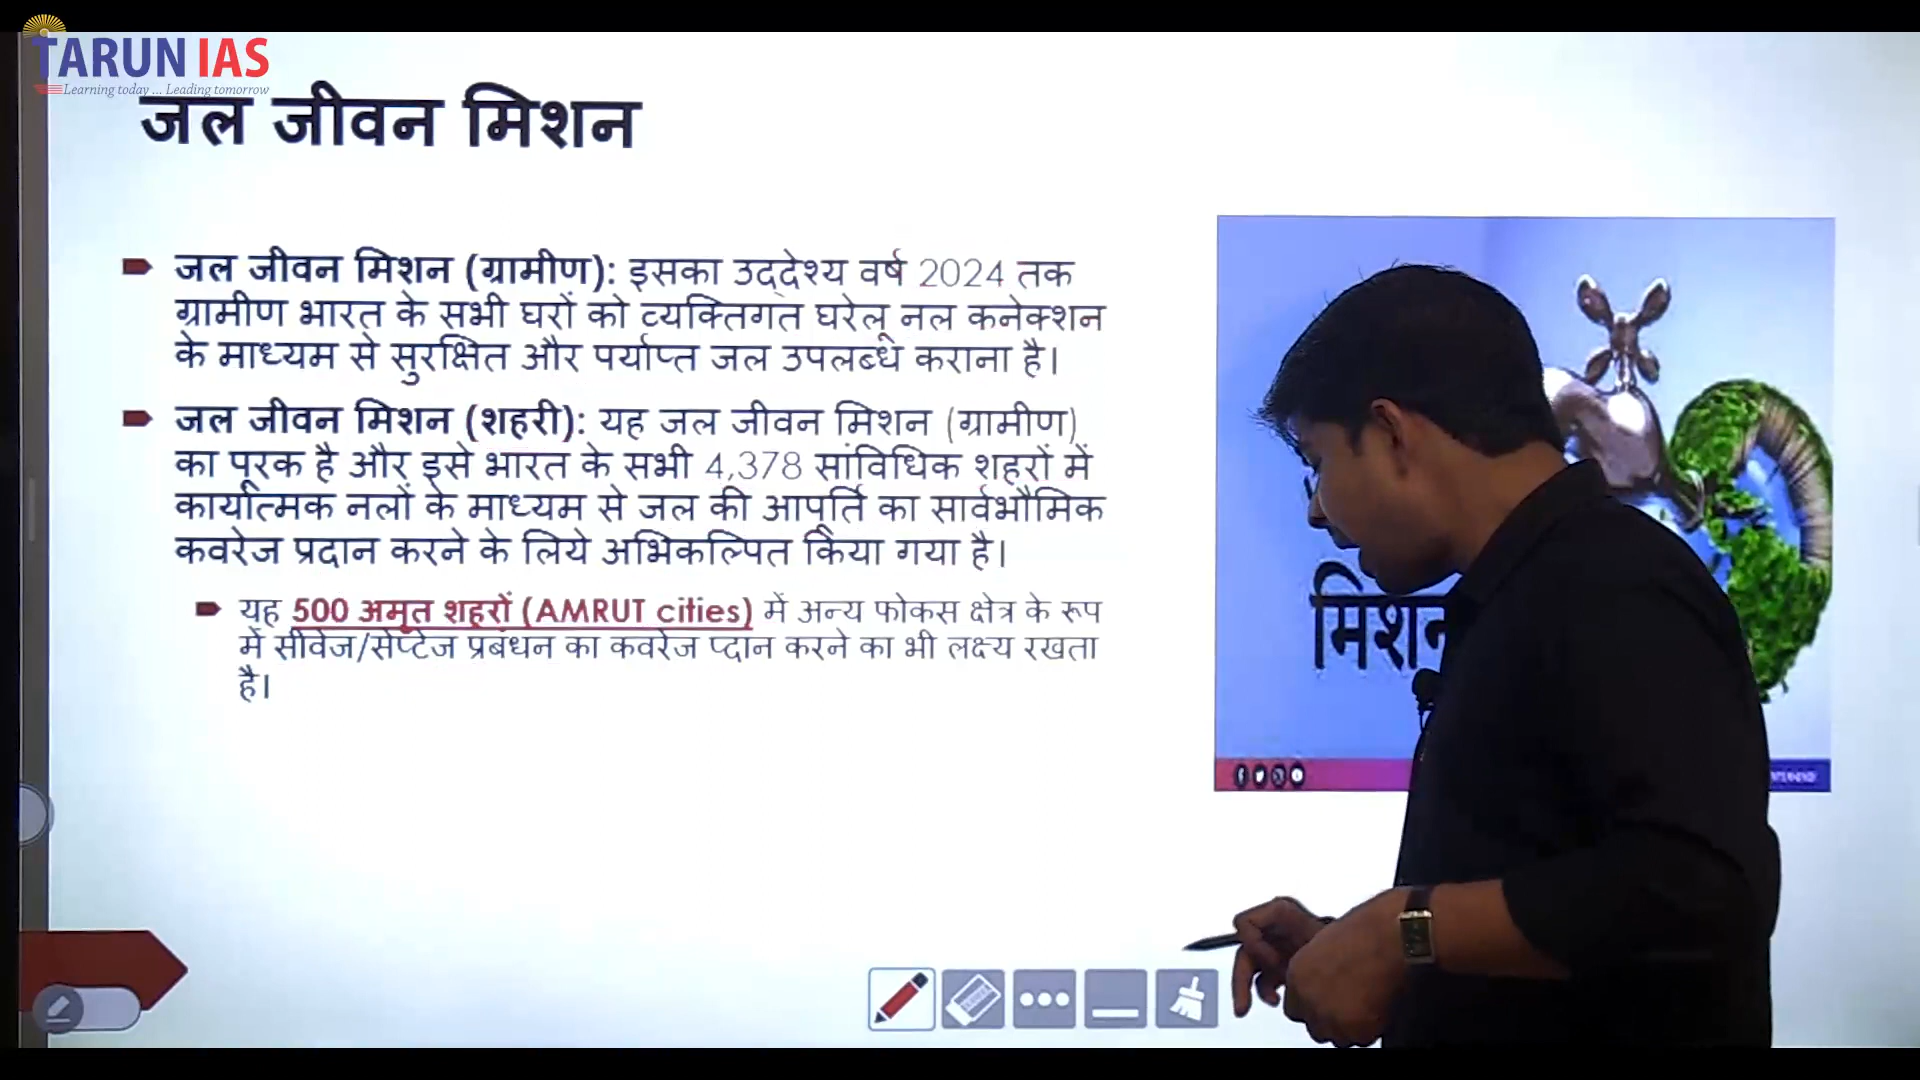 TARUN IAS
Learning today ... Leading tomorrow
जल जीवन मिशन
जल जीवन मिशन (ग्रामीण): इसका उद्देश्य वर्ष 2024 तक
ग्रामीण भारत के सभी घरों को व्यक्तिगत घरेलू नल कनेक्शन
के माध्यम से सुरक्षित और पर्याप्त जल उपलब्ध कराना है।
जल जीवन मिशन (शहरी): यह जल जीवन मिशन (ग्रामीण)
का पूरक है और इसे भारत के सभी 4,378 सांविधिक शहरों में
कार्यात्मक नलों के माध्यम से जल की आपूर्ति का सार्वभौमिक
कवरेज प्रदान करने के लिये अभिकल्पित किया गया है।
यह 500 अमृत शहरों (AMRUT cities) में अन्य फोकस क्षेत्र के रूप
में सीवेज/सेप्टेज प्रबंधन का कवरेज प्दान करने का भी लक्ष्य रखता
है।
मिशन